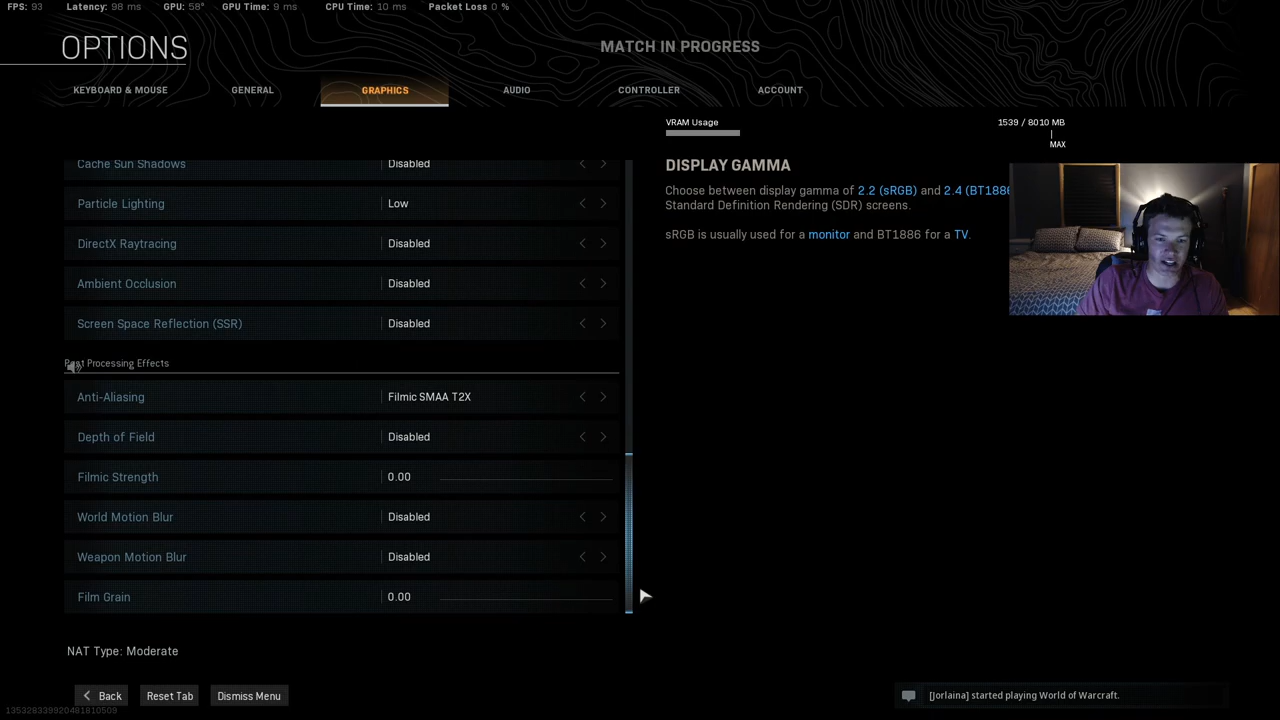 FPS: 93 Latency: 98 ms GPU: 58° GPU Time: 9 ms CPU Time: 10 ms Packet Loss 0 %
OPTIONS
MATCH IN PROGRESS
KEYBOARD & MOUSE GENERAL GRAPHICS AUDIO CONTROLLER ACCOUNT
VRAM Usage 1539 / 8010 MB
MAX
Cache Sun Shadows Disabled
Particle Lighting Low
DirectX Raytracing Disabled
Ambient Occlusion Disabled
Screen Space Reflection (SSR) Disabled
Post Processing Effects
Anti-Aliasing Filmic SMAA T2X
Depth of Field Disabled
Filmic Strength 0.00
World Motion Blur Disabled
Weapon Motion Blur Disabled
Film Grain 0.00
DISPLAY GAMMA
Choose between display gamma of 2.2 (sRGB) and 2.4 (BT1886
Standard Definition Rendering (SDR) screens.
sRGB is usually used for a monitor and BT1886 for a TV.
NAT Type: Moderate
Back Reset Tab Dismiss Menu
[Jorlaina] started playing World of Warcraft.